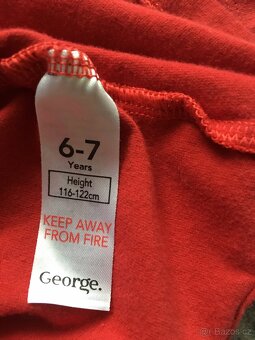 6-7
Years
Height
116-122cm
KEEP AWAY
FROM FIRE
George.
bazos.cz